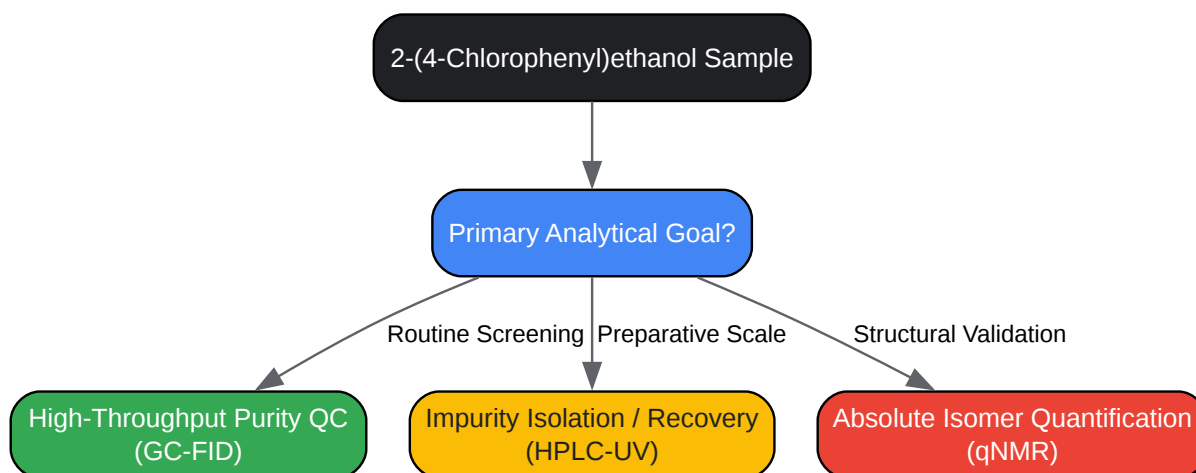 2-(4-Chlorophenyl)ethanol Sample
Primary Analytical Goal?
Routine Screening
Preparative Scale
Structural Validation
High-Throughput Purity QC
(GC-FID)
Impurity Isolation / Recovery
(HPLC-UV)
Absolute Isomer Quantification
(qNMR)